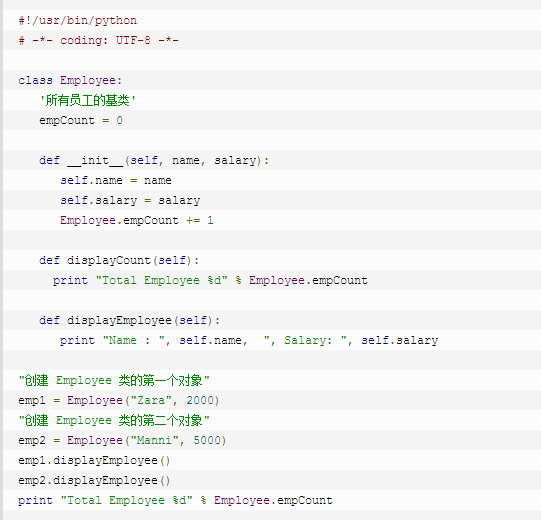 #!/usr/bin/python
# -*- coding: UTF-8 -*-
class Employee:
   '所有员工的基类'
   empCount = 0
   def __init__(self, name, salary):
      self.name = name
      self.salary = salary
      Employee.empCount += 1
   def displayCount(self):
     print "Total Employee %d" % Employee.empCount
   def displayEmployee(self):
      print "Name : ", self.name,  ", Salary: ", self.salary
"创建 Employee 类的第一个对象"
emp1 = Employee("Zara", 2000)
"创建 Employee 类的第二个对象"
emp2 = Employee("Manni", 5000)
emp1.displayEmployee()
emp2.displayEmployee()
print "Total Employee %d" % Employee.empCount